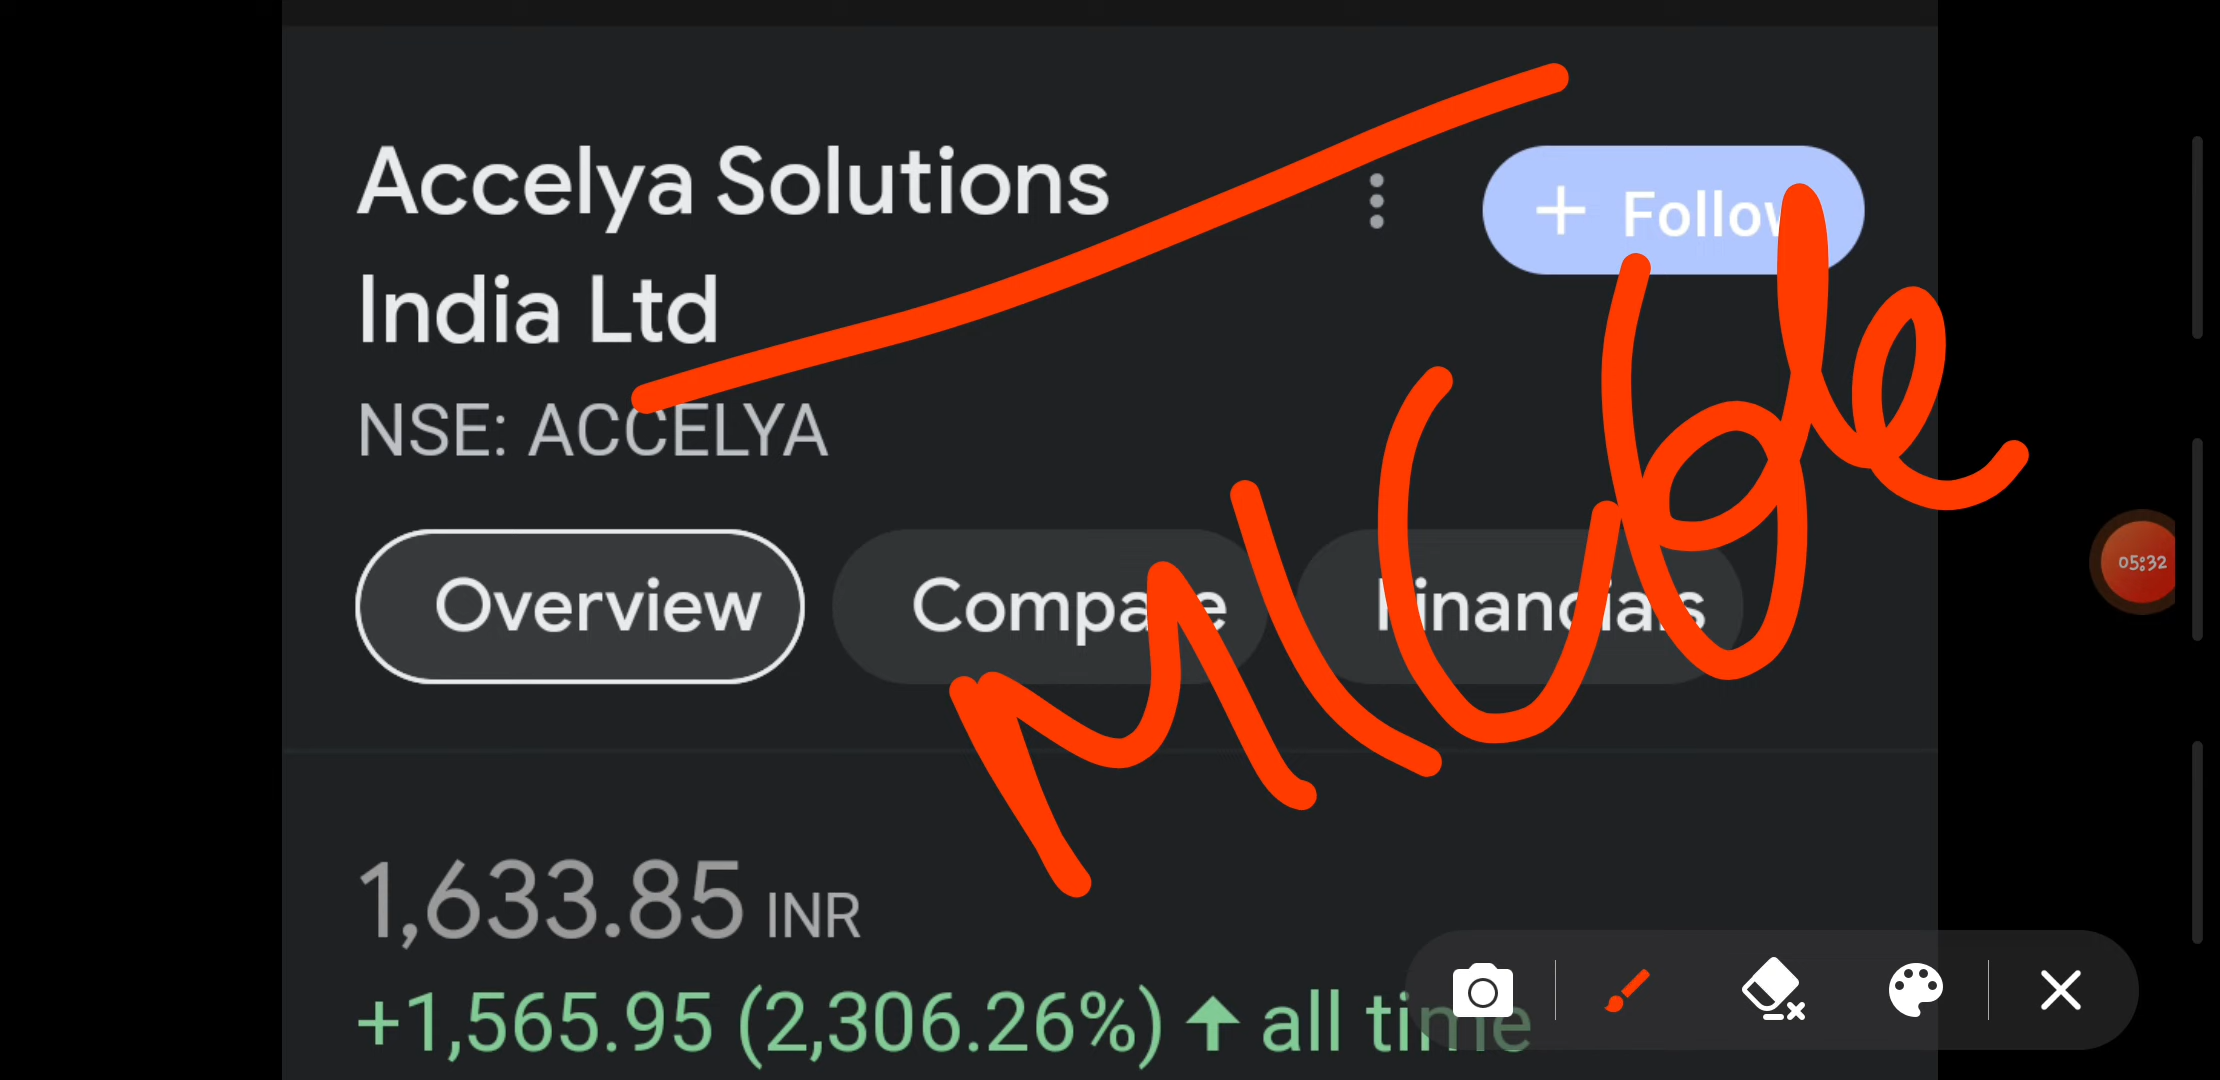 Accelya Solutions
India Ltd
+ Follow
NSE: ACCELYA
Overview
Compare
Financials
1,633.85 INR
+1,565.95 (2,306.26%) ↑ all time
05:32